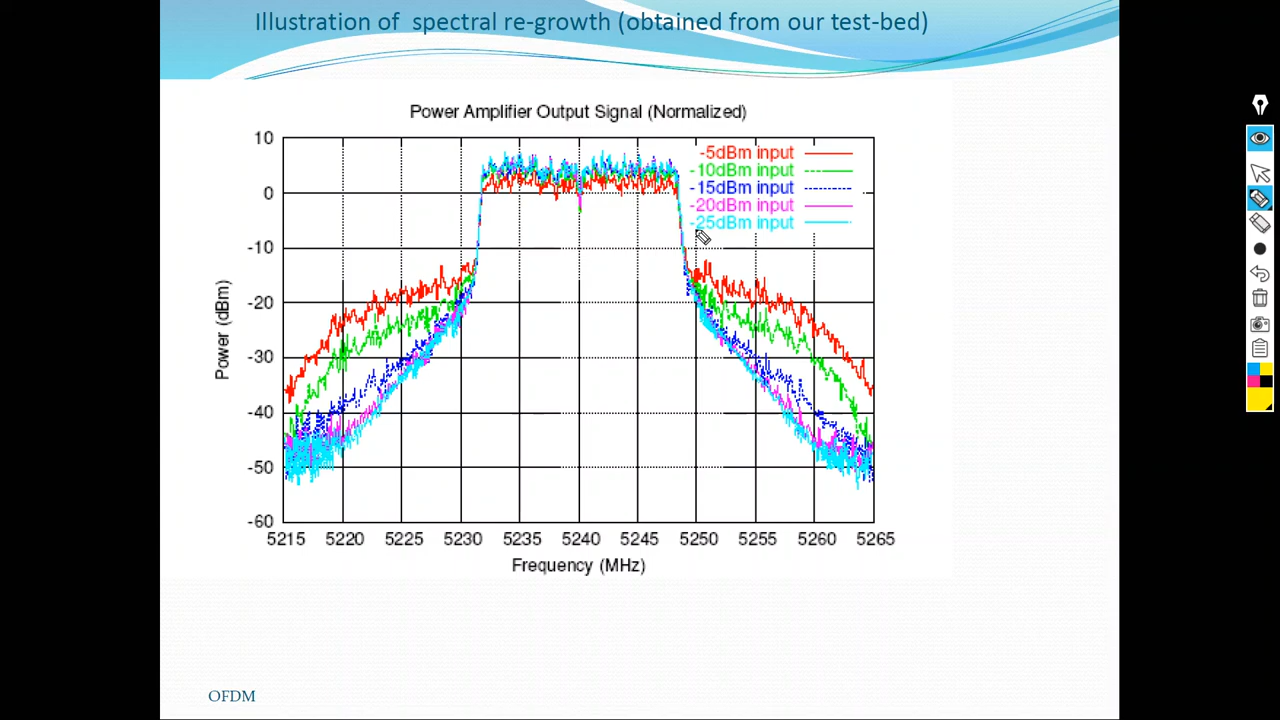 Illustration of  spectral re-growth (obtained from our test-bed)
Power Amplifier Output Signal (Normalized)
-5dBm input
-10dBm input
-15dBm input
-20dBm input
-25dBm input
10
0
-10
-20
-30
-40
-50
-60
Power (dBm)
5215 5220 5225 5230 5235 5240 5245 5250 5255 5260 5265
Frequency (MHz)
OFDM